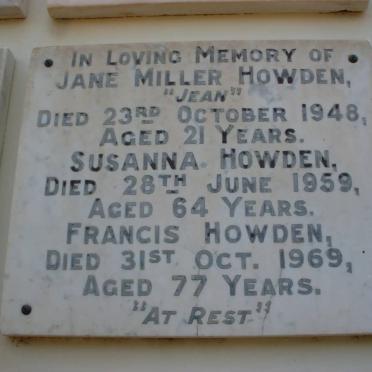 In Loving Memory of
Jane Miller Howden,
"Jean"
Died 23rd October 1948,
Aged 21 Years.
Susanna Howden,
Died 28th June 1959,
Aged 64 Years.
Francis Howden,
Died 31st Oct. 1969,
Aged 77 Years.
"At Rest"